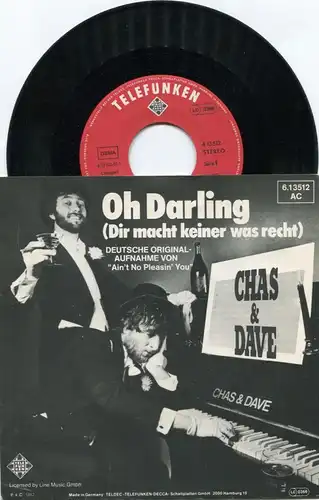 TELEFUNKEN
STEREO
6.13512
AC
Oh Darling
(Dir macht keiner was recht)
DEUTSCHE ORIGINAL-
AUFNAHME VON
"Ain't No Pleasin' You"
CHAS
&
DAVE
CHAS & DAVE
Licensed by Line Music GmbH
Made in Germany TELDEC »TELEFUNKEN-DECCA« Schallplatten GmbH 2000 Hamburg 19